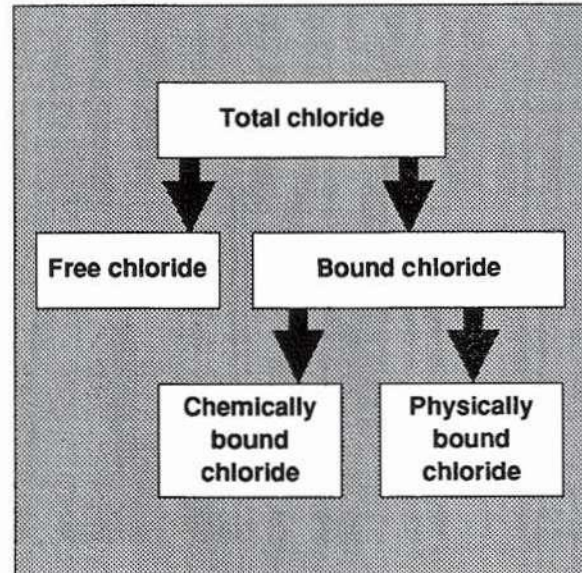 Total chloride
Free chloride
Bound chloride
Chemically
bound
chloride
Physically
bound
chloride